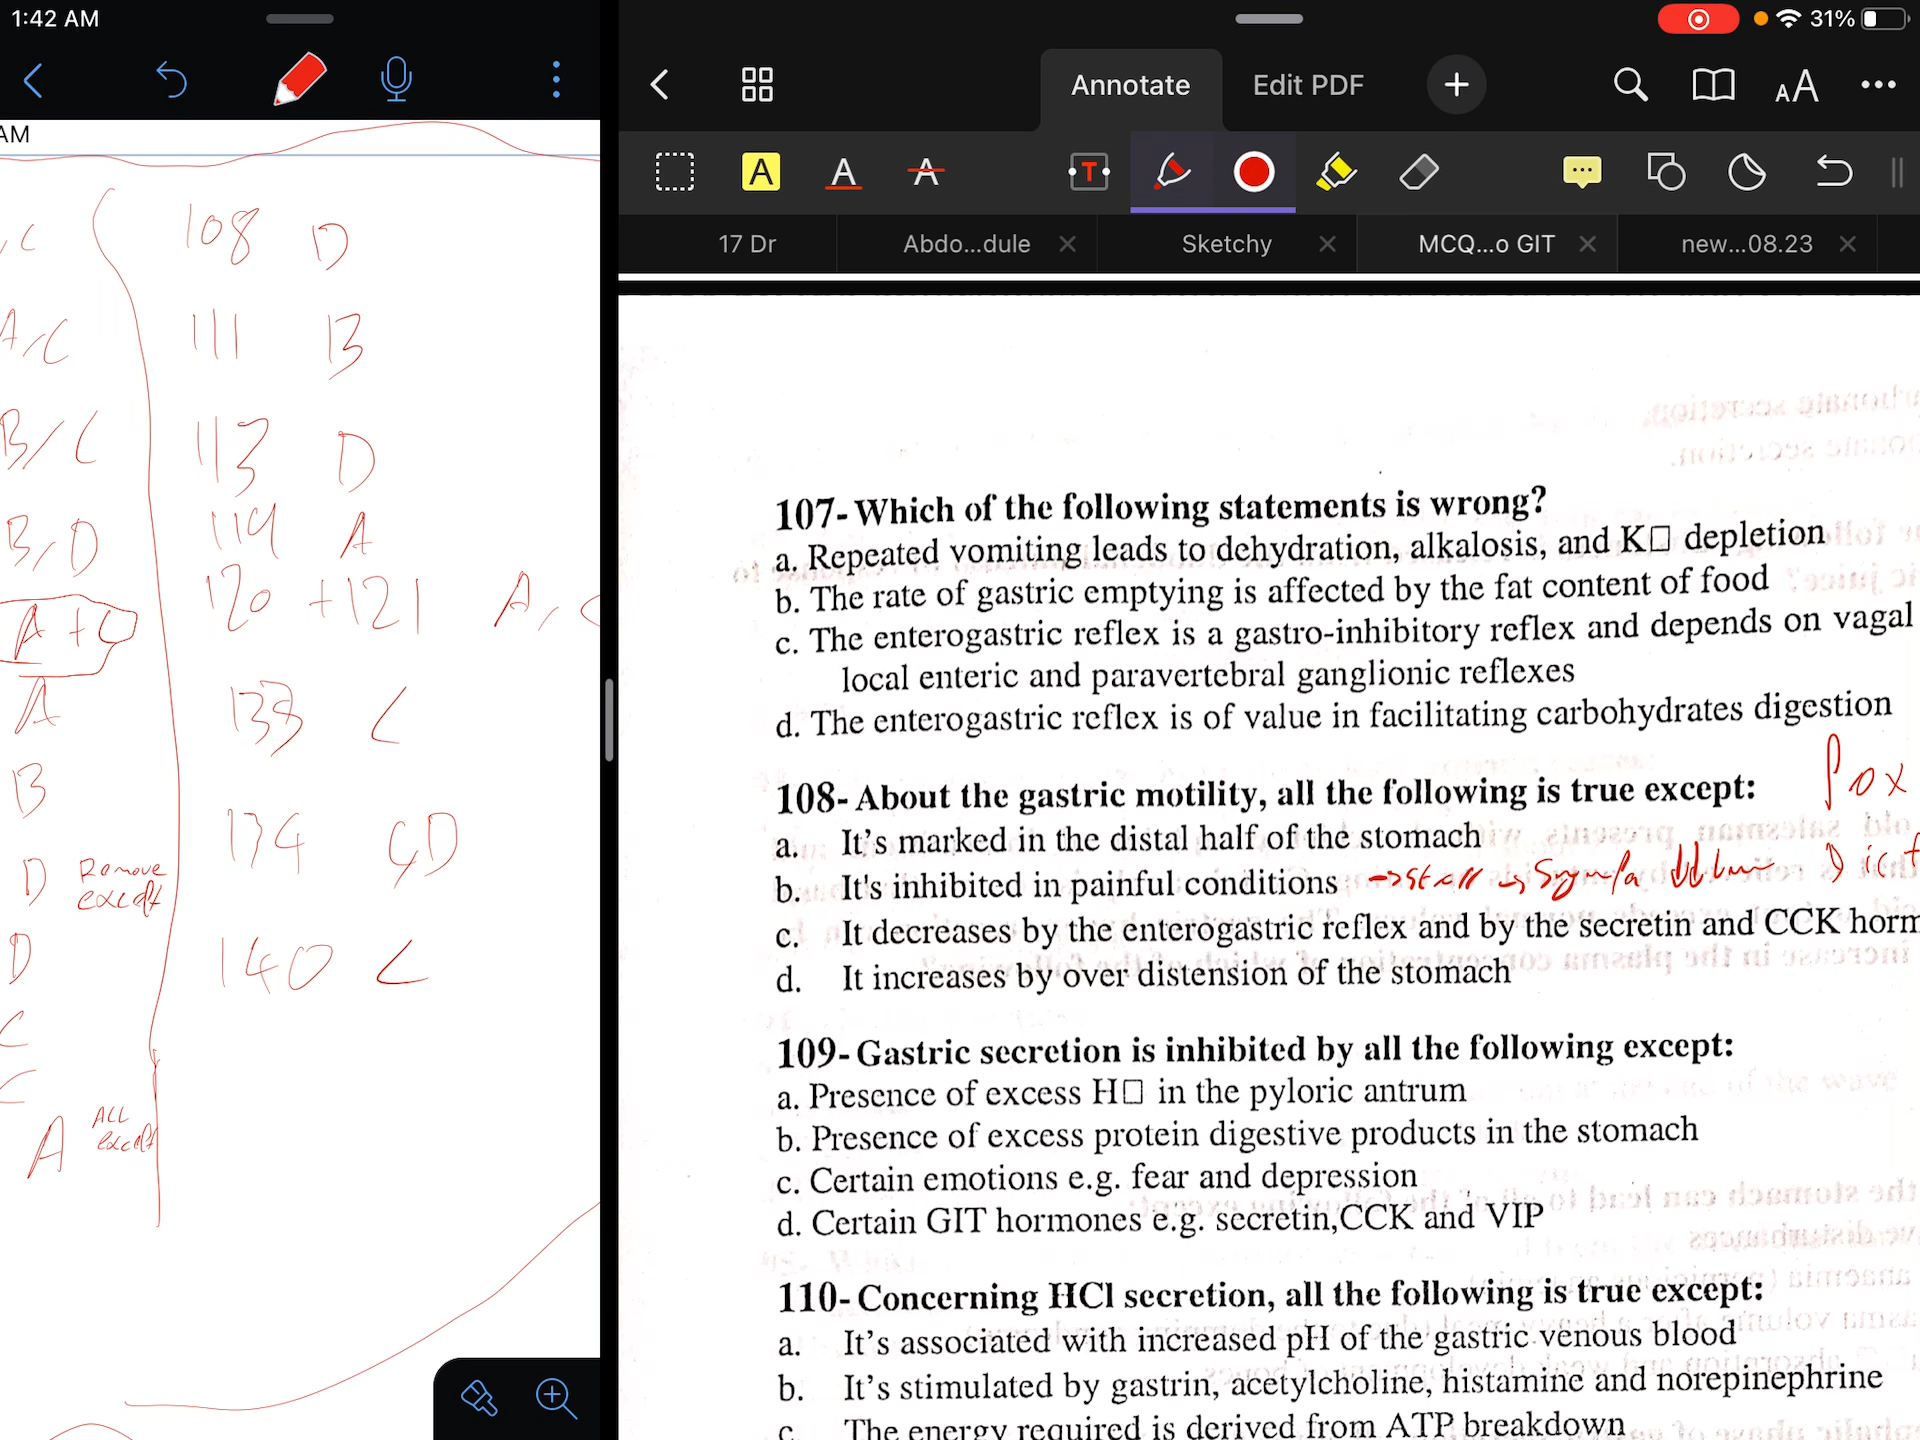 1:42 AM
31%
Annotate
Edit PDF
AA
A
A
A
T
17 Dr
Abdo...dule
Sketchy
MCQ...o GIT
new...08.23
AM
, C
108 D
A/C
111 B
B/C
113 D
B/D
114 A
A+C
120 +121 A, C
A
133 C
B
134 C,D
D Remove except
D
140 C
C
C
A ALL except
107- Which of the following statements is wrong?
a. Repeated vomiting leads to dehydration, alkalosis, and K□ depletion
b. The rate of gastric emptying is affected by the fat content of food
c. The enterogastric reflex is a gastro-inhibitory reflex and depends on vagal
local enteric and paravertebral ganglionic reflexes
d. The enterogastric reflex is of value in facilitating carbohydrates digestion
108- About the gastric motility, all the following is true except:
a. It's marked in the distal half of the stomach
b. It's inhibited in painful conditions
c. It decreases by the enterogastric reflex and by the secretin and CCK horm
d. It increases by over distension of the stomach
109- Gastric secretion is inhibited by all the following except:
a. Presence of excess H□ in the pyloric antrum
b. Presence of excess protein digestive products in the stomach
c. Certain emotions e.g. fear and depression
d. Certain GIT hormones e.g. secretin,CCK and VIP
110- Concerning HCl secretion, all the following is true except:
a. It's associated with increased pH of the gastric venous blood
b. It's stimulated by gastrin, acetylcholine, histamine and norepinephrine
c. The energy required is derived from ATP breakdown